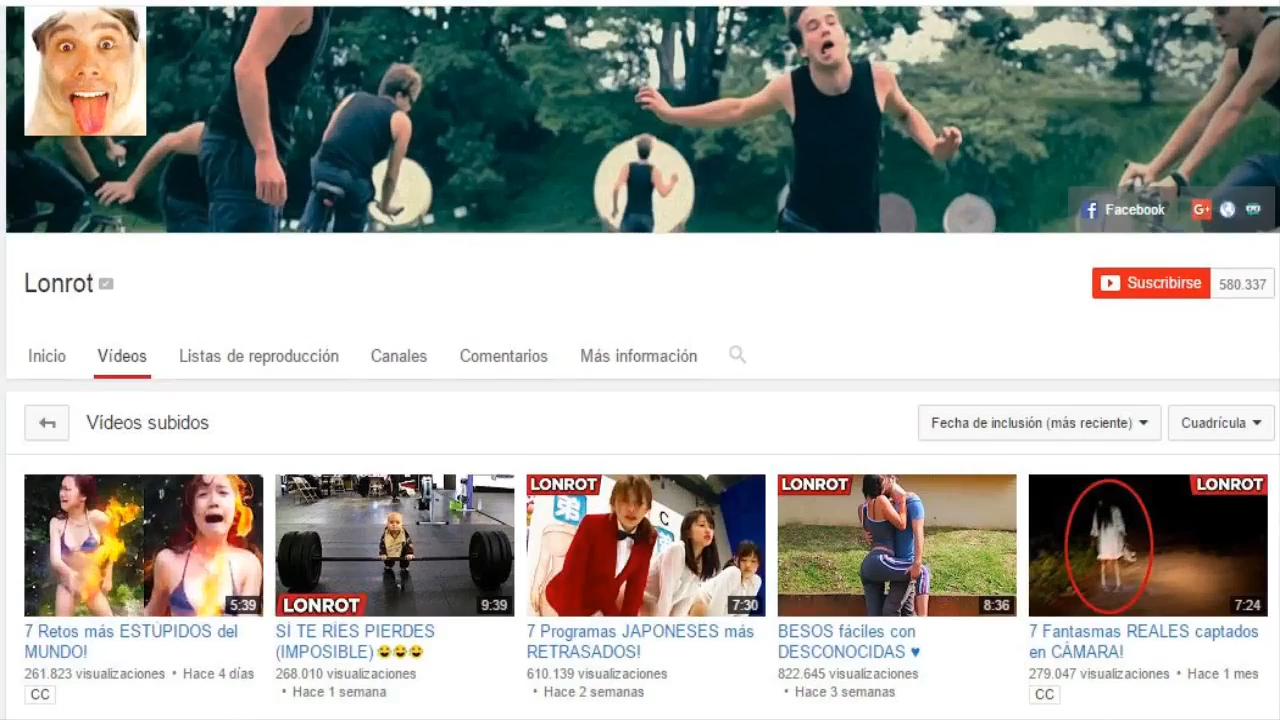 Facebook
G+
Lonrot
Suscribirse 580.337
Inicio Vídeos Listas de reproducción Canales Comentarios Más información
Vídeos subidos
Fecha de inclusión (más reciente) Cuadrícula
5:39
LONROT 9:39
LONROT
弟
C
7:30
LONROT
8:36
LONROT
7:24
7 Retos más ESTÚPIDOS del
MUNDO!
261.823 visualizaciones • Hace 4 días
CC
SI TE RÍES PIERDES
(IMPOSIBLE) 😂😂😂
268.010 visualizaciones
• Hace 1 semana
7 Programas JAPONESES más
RETRASADOS!
610.139 visualizaciones
• Hace 2 semanas
BESOS fáciles con
DESCONOCIDAS ♥
822.645 visualizaciones
• Hace 3 semanas
7 Fantasmas REALES captados
en CÁMARA!
279.047 visualizaciones • Hace 1 mes
CC